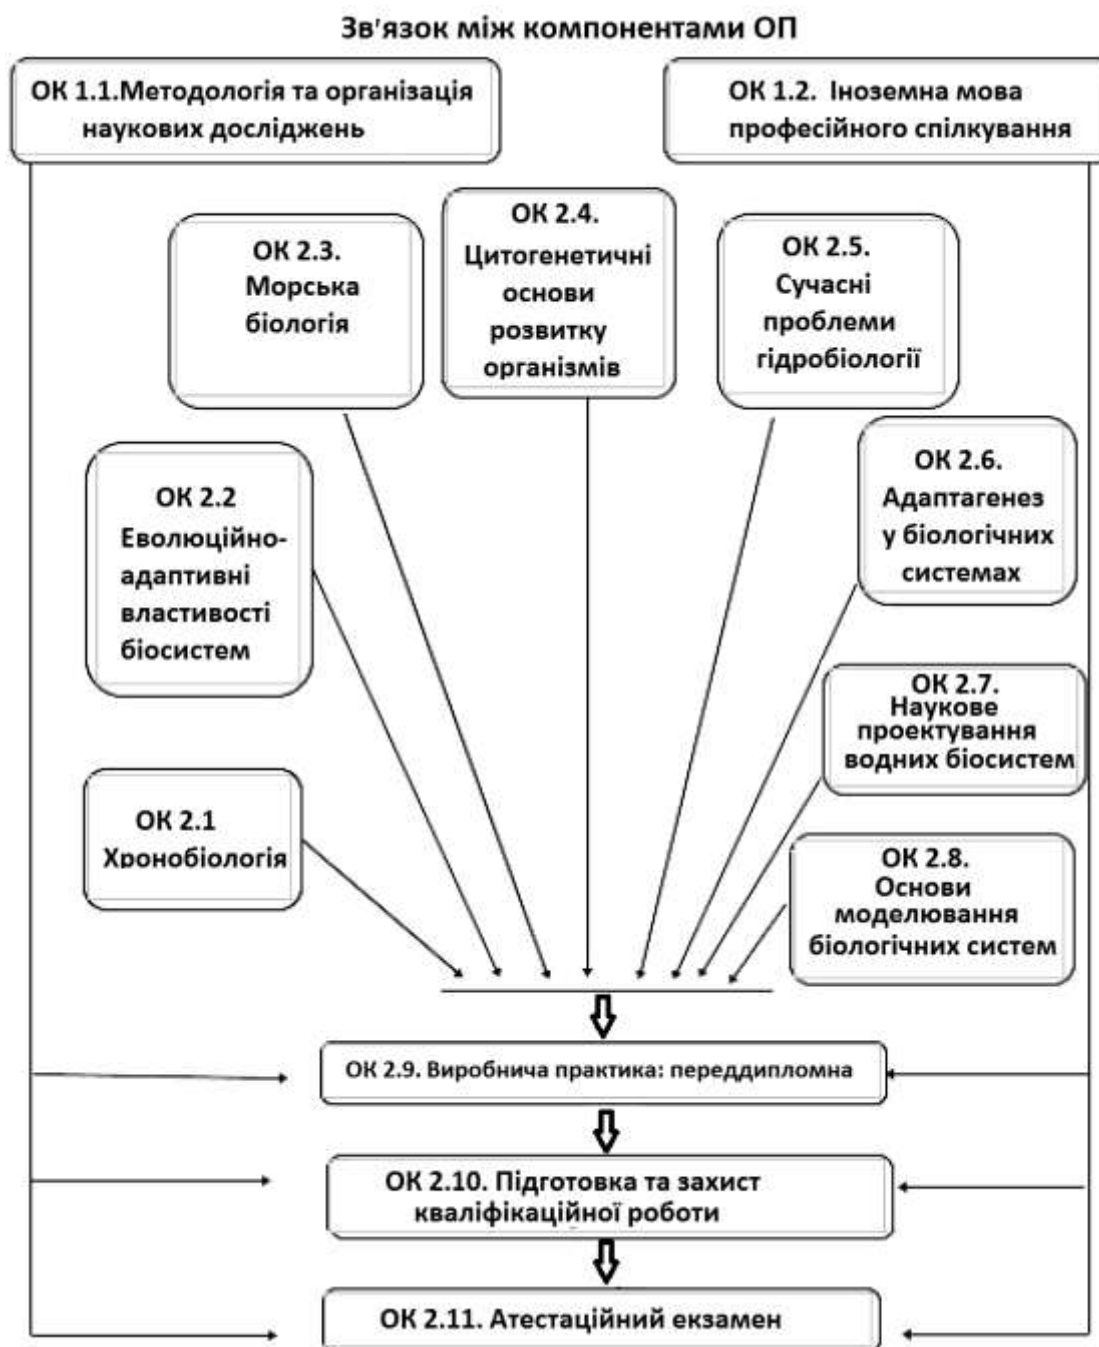 Зв'язок між компонентами ОП
ОК 1.1.Методологія та організація
наукових досліджень
ОК 1.2. Іноземна мова
професійного спілкування
ОК 2.3.
Морська
біологія
ОК 2.4.
Цитогенетичні
основи
розвитку
організмів
ОК 2.5.
Сучасні
проблеми
гідробіології
ОК 2.2
Еволюційно-
адаптивні
властивості
біосистем
ОК 2.6.
Адаптагенез
у біологічних
системах
ОК 2.7.
Наукове
проектування
водних біосистем
ОК 2.1
Хронобіологія
ОК 2.8.
Основи
моделювання
біологічних систем
ОК 2.9. Виробнича практика: переддипломна
ОК 2.10. Підготовка та захист
кваліфікаційної роботи
ОК 2.11. Атестаційний екзамен